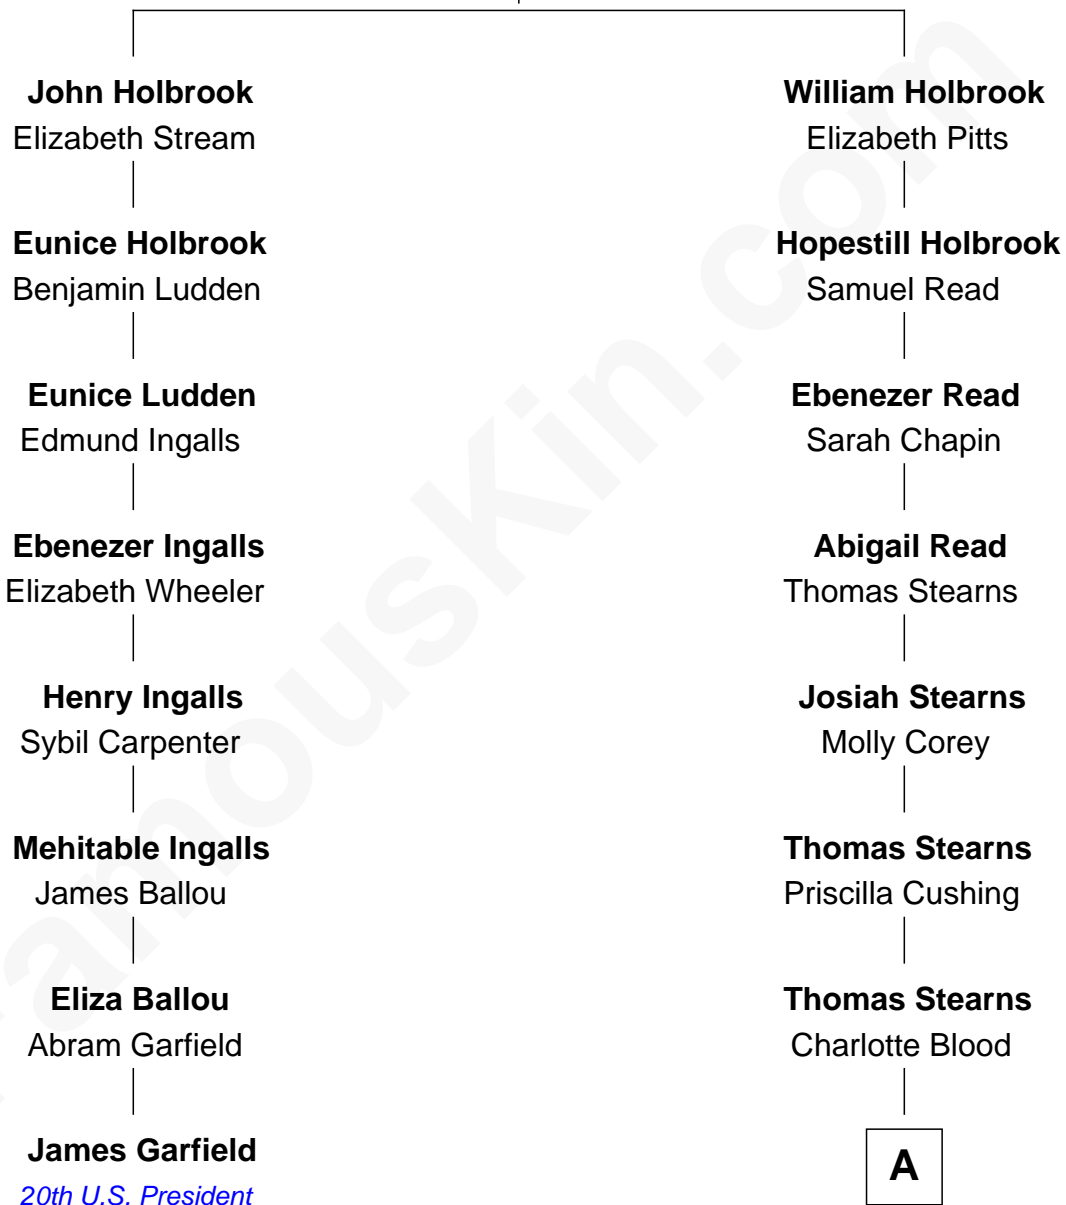 John Holbrook
Elizabeth Stream
Eunice Holbrook
Benjamin Ludden
Eunice Ludden
Edmund Ingalls
Ebenezer Ingalls
Elizabeth Wheeler
Henry Ingalls
Sybil Carpenter
Mehitable Ingalls
James Ballou
Eliza Ballou
Abram Garfield
James Garfield
20th U.S. President
William Holbrook
Elizabeth Pitts
Hopestill Holbrook
Samuel Read
Ebenezer Read
Sarah Chapin
Abigail Read
Thomas Stearns
Josiah Stearns
Molly Corey
Thomas Stearns
Priscilla Cushing
Thomas Stearns
Charlotte Blood
A
FamousKin.com